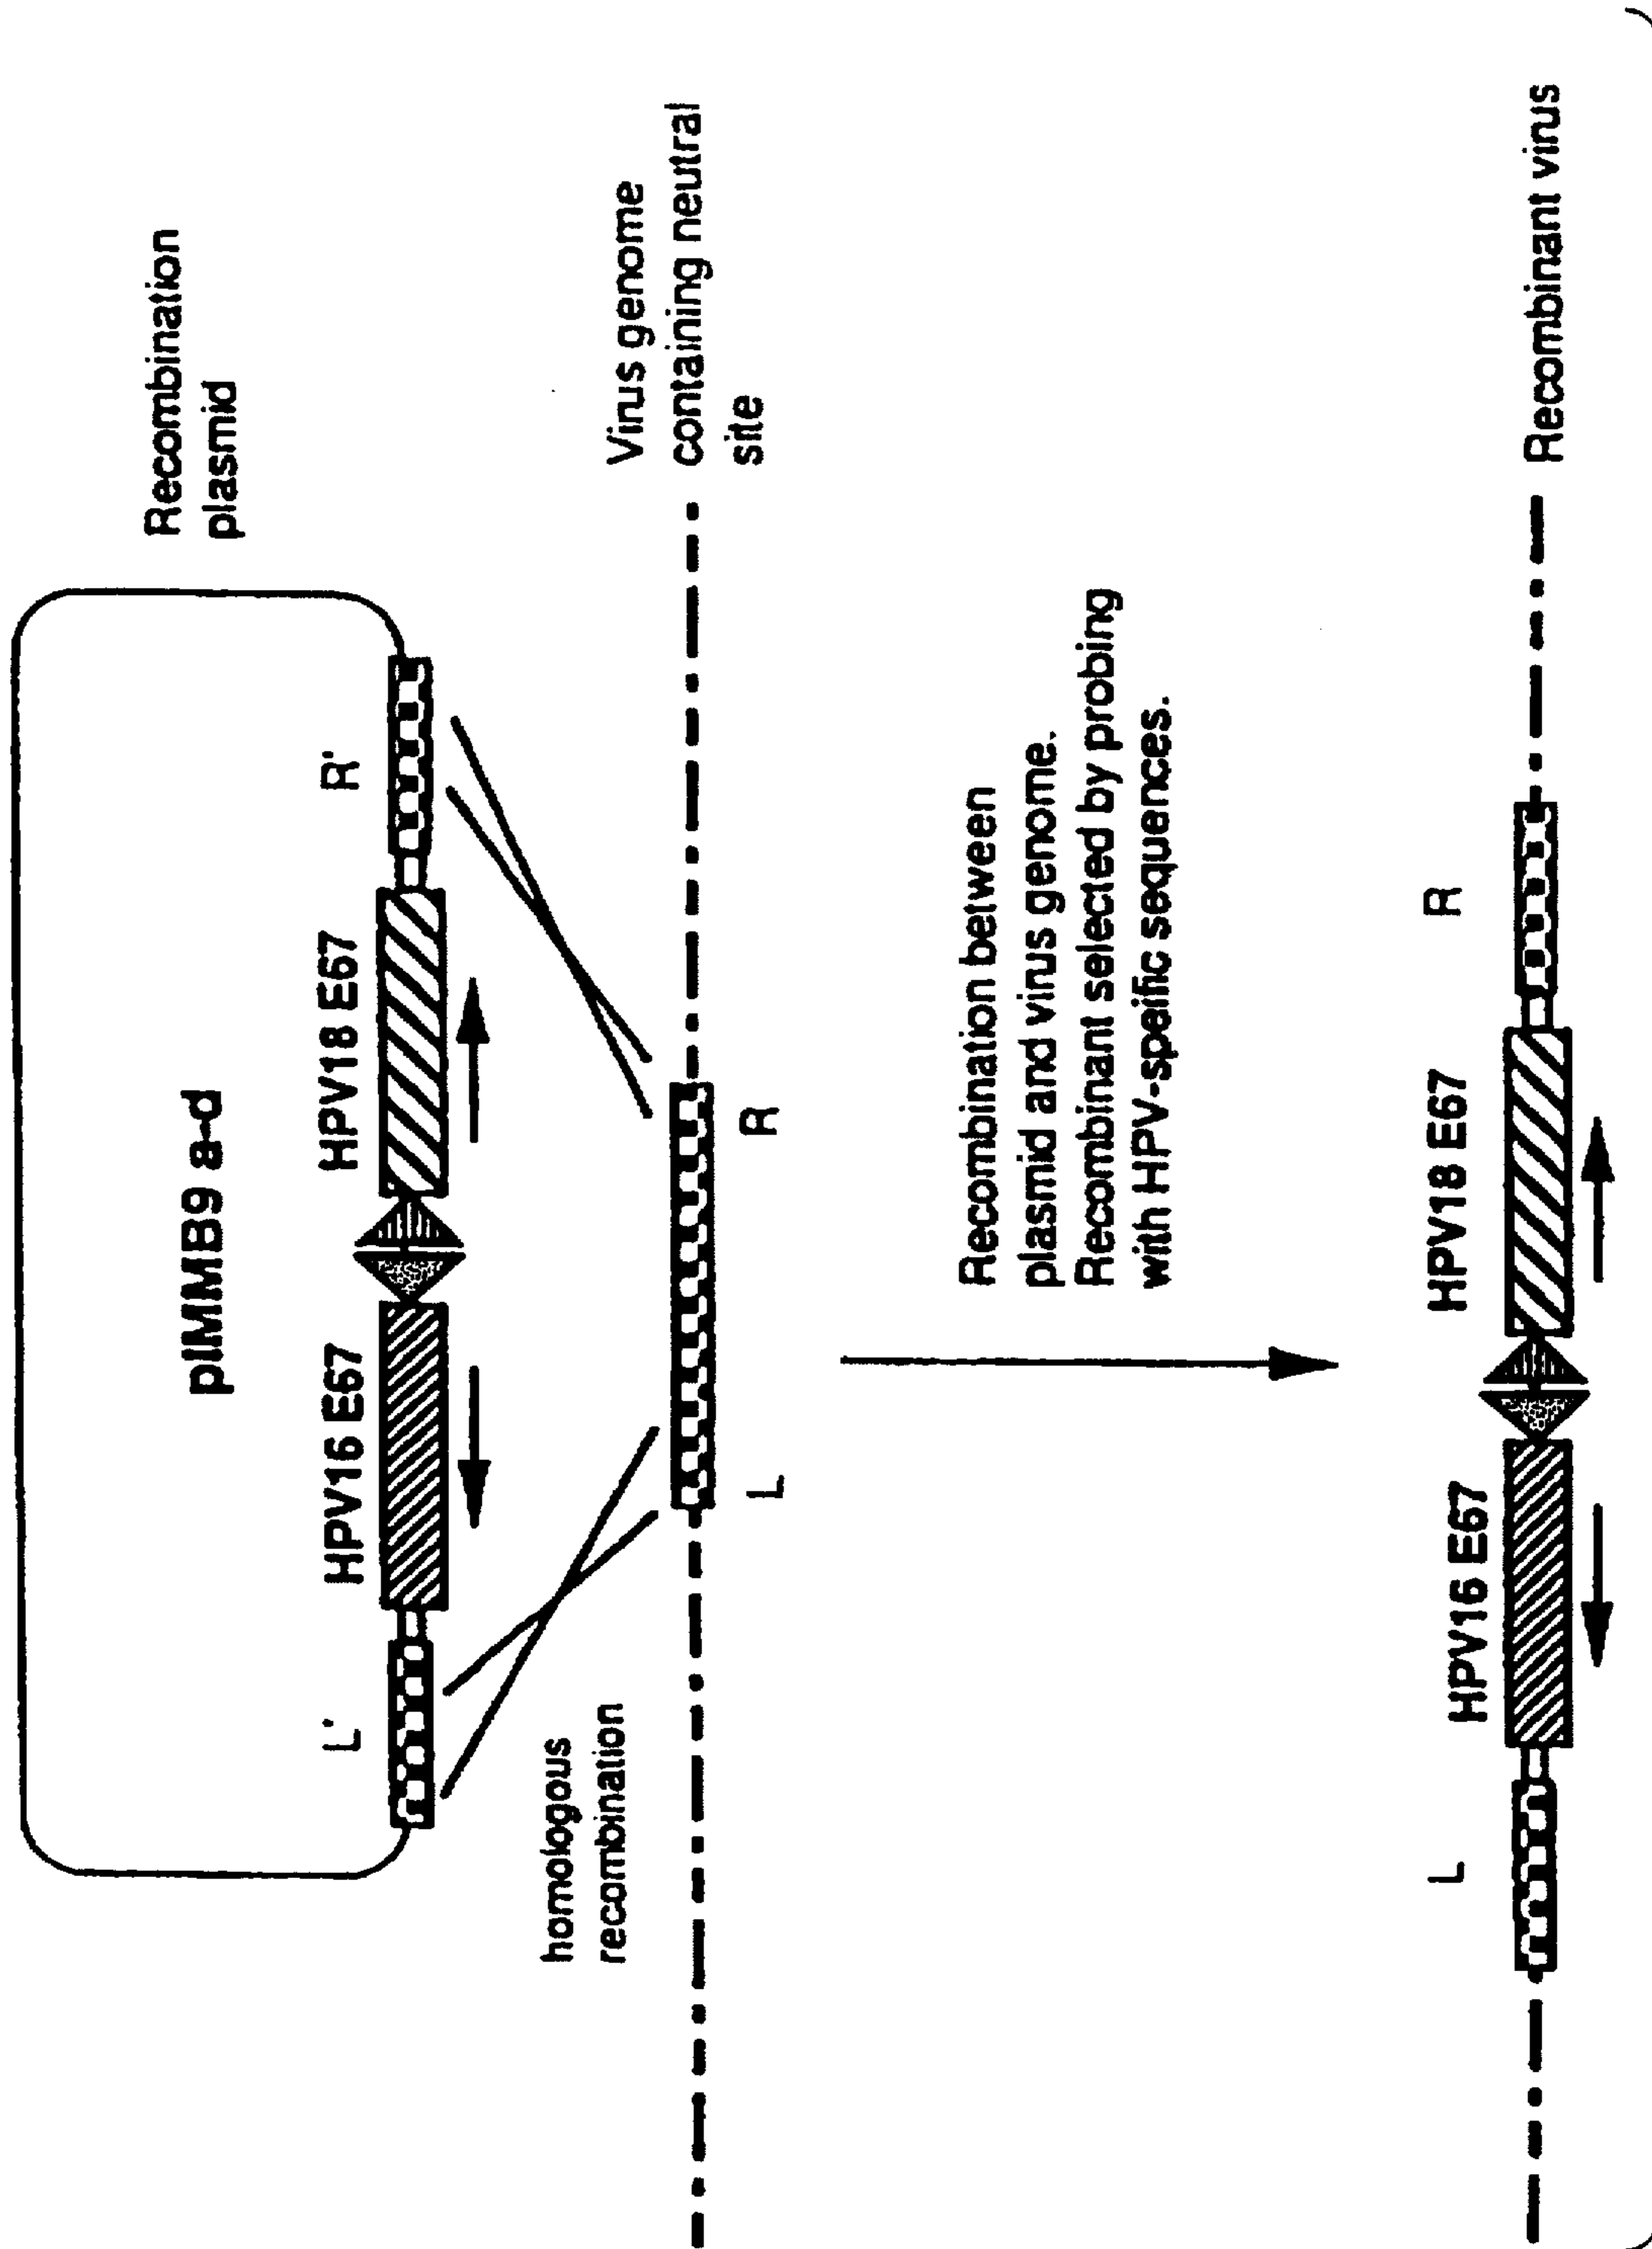 pIMMB9 a-d
Recombination
plasmid
L'
HPV16 E67
HPV18 E67
R'
homologous
recombination
Virus genome
containing neutral
site
L
R
Recombination between
plasmid and virus genome.
Recombinant selected by probing
with HPV-speific sequences.
L
HPV16 E67
HPV18 E67
R
Recombinant virus